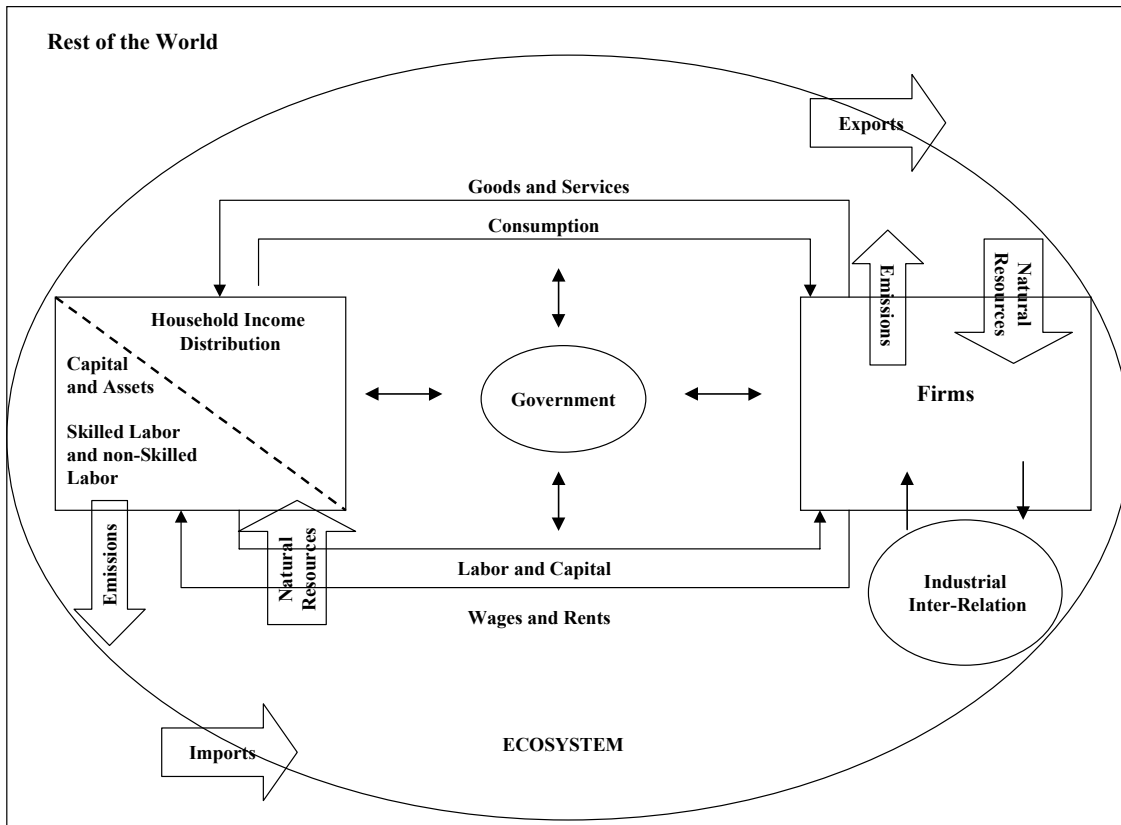 Rest of the World
Exports
Goods and Services
Consumption
Emissions
Natural
Resources
Household Income
Distribution
Capital
and Assets
Skilled Labor
and non-Skilled
Labor
Government
Firms
Emissions
Natural
Resources
Labor and Capital
Wages and Rents
Industrial
Inter-Relation
Imports
ECOSYSTEM